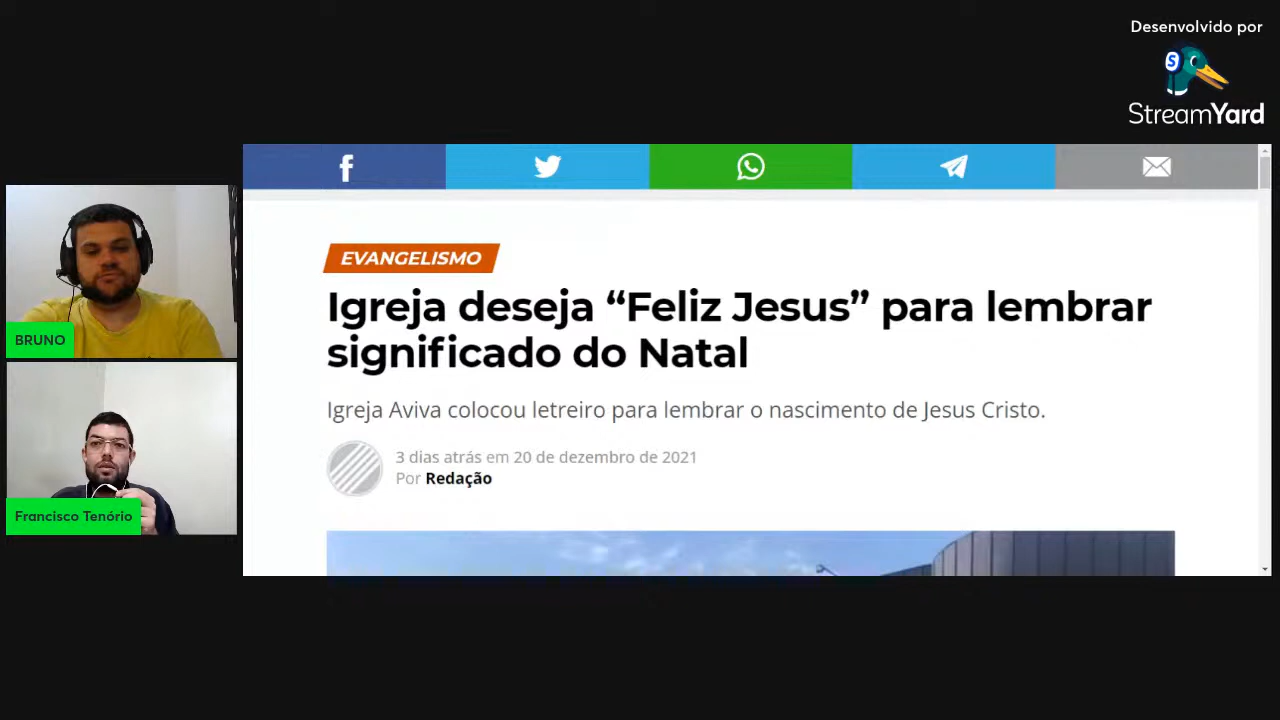 Desenvolvido por
StreamYard
EVANGELISMO
Igreja deseja “Feliz Jesus” para lembrar
significado do Natal
Igreja Aviva colocou letreiro para lembrar o nascimento de Jesus Cristo.
3 dias atrás em 20 de dezembro de 2021
Por Redação
BRUNO
Francisco Tenório